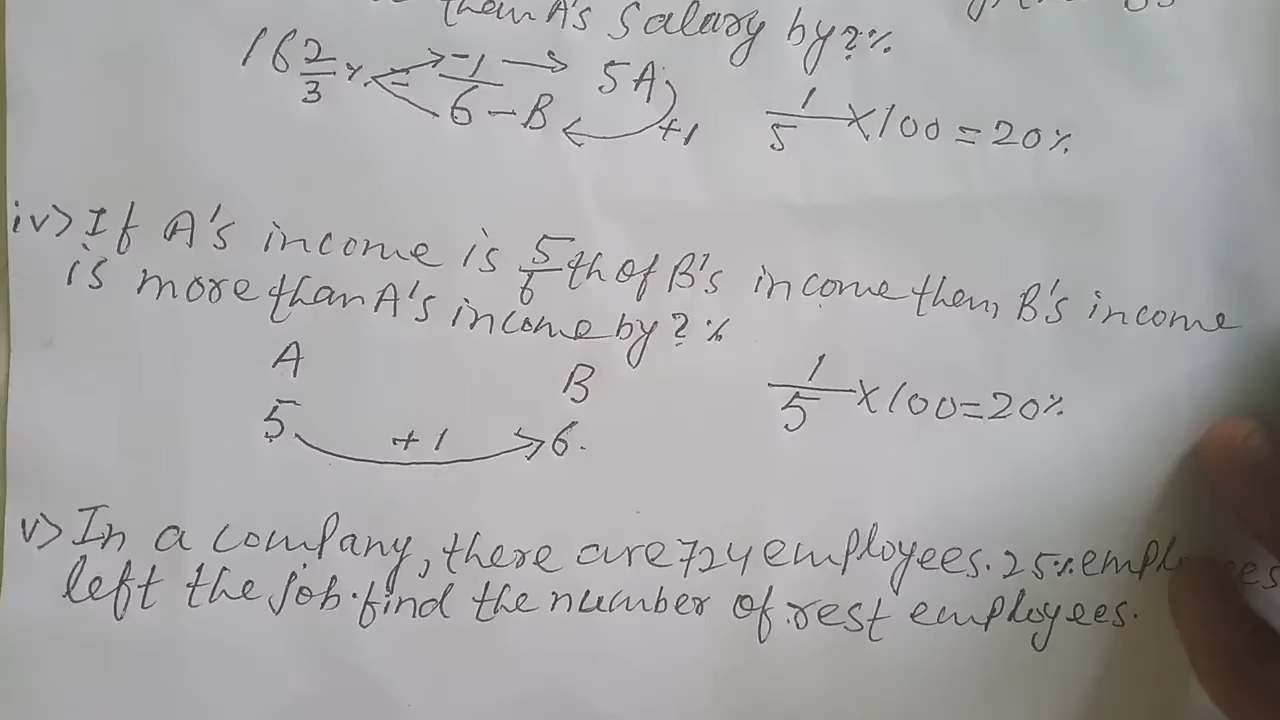 them A's Salary by?%
16 2/3 % = -1/6 - B → 5A +1 1/5 × 100 = 20%
iv> If A's income is 5/6 th of B's income then, B's income
is more than A's income by? %
A B
5 +1 6. 1/5 × 100 = 20%
v> In a company, there are 724 employees. 25% employees
left the job. find the number of rest employees.